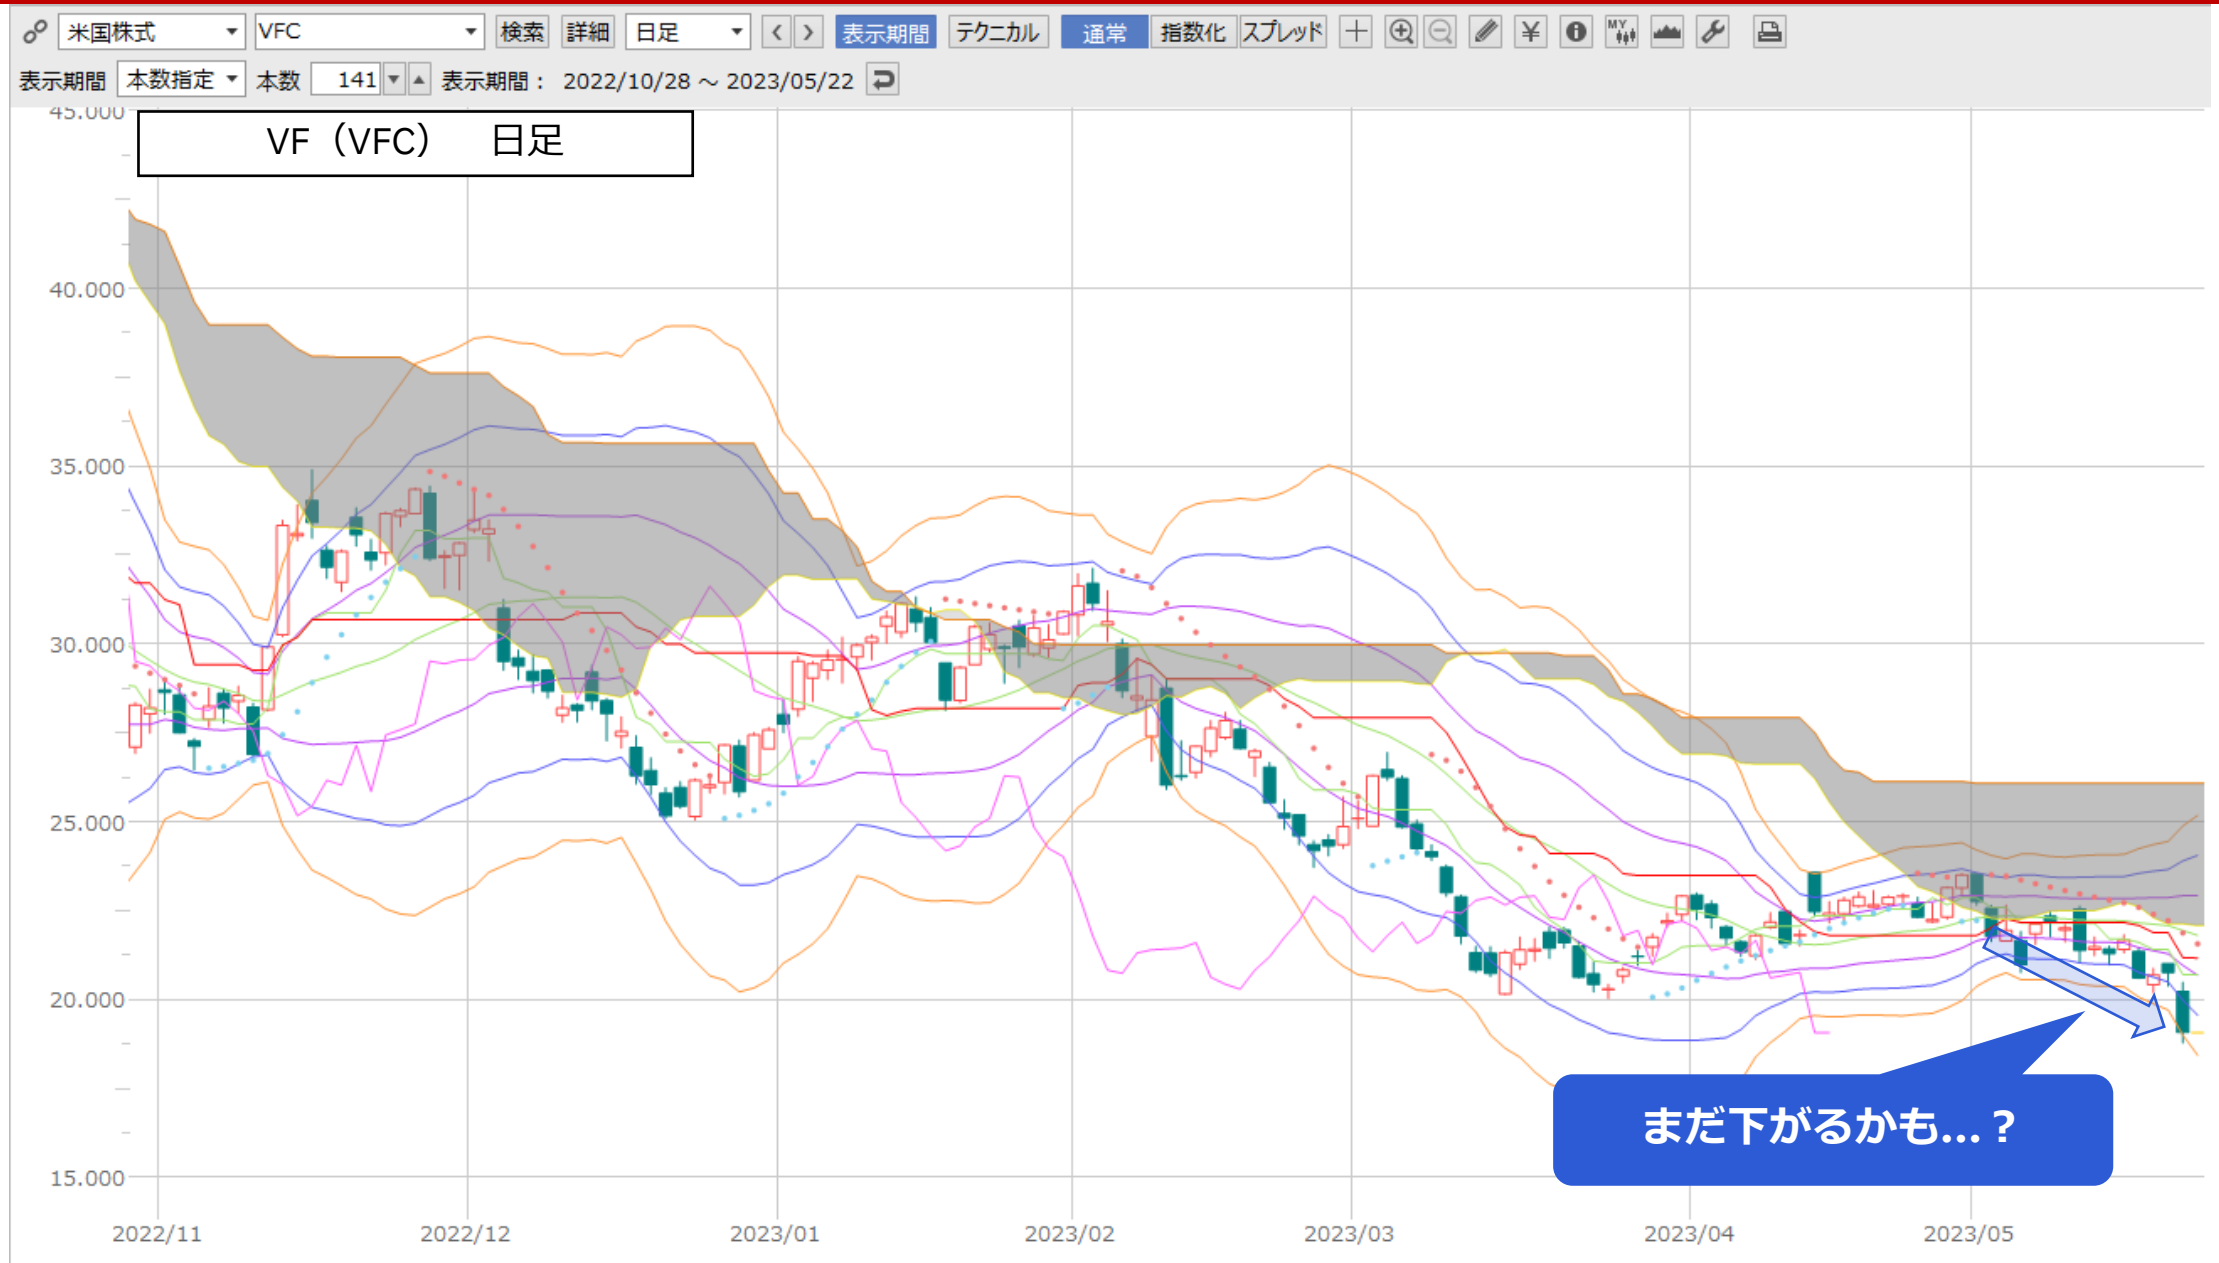 米国株式 VFC 検索 詳細 日足 表示期間 テクニカル 通常 指数化 スプレッド ¥ MY
表示期間 本数指定 本数 141 表示期間： 2022/10/28 ～ 2023/05/22
45.000
VF（VFC） 日足
40.000
35.000
30.000
25.000
20.000
まだ下がるかも…？
15.000
2022/11 2022/12 2023/01 2023/02 2023/03 2023/04 2023/05